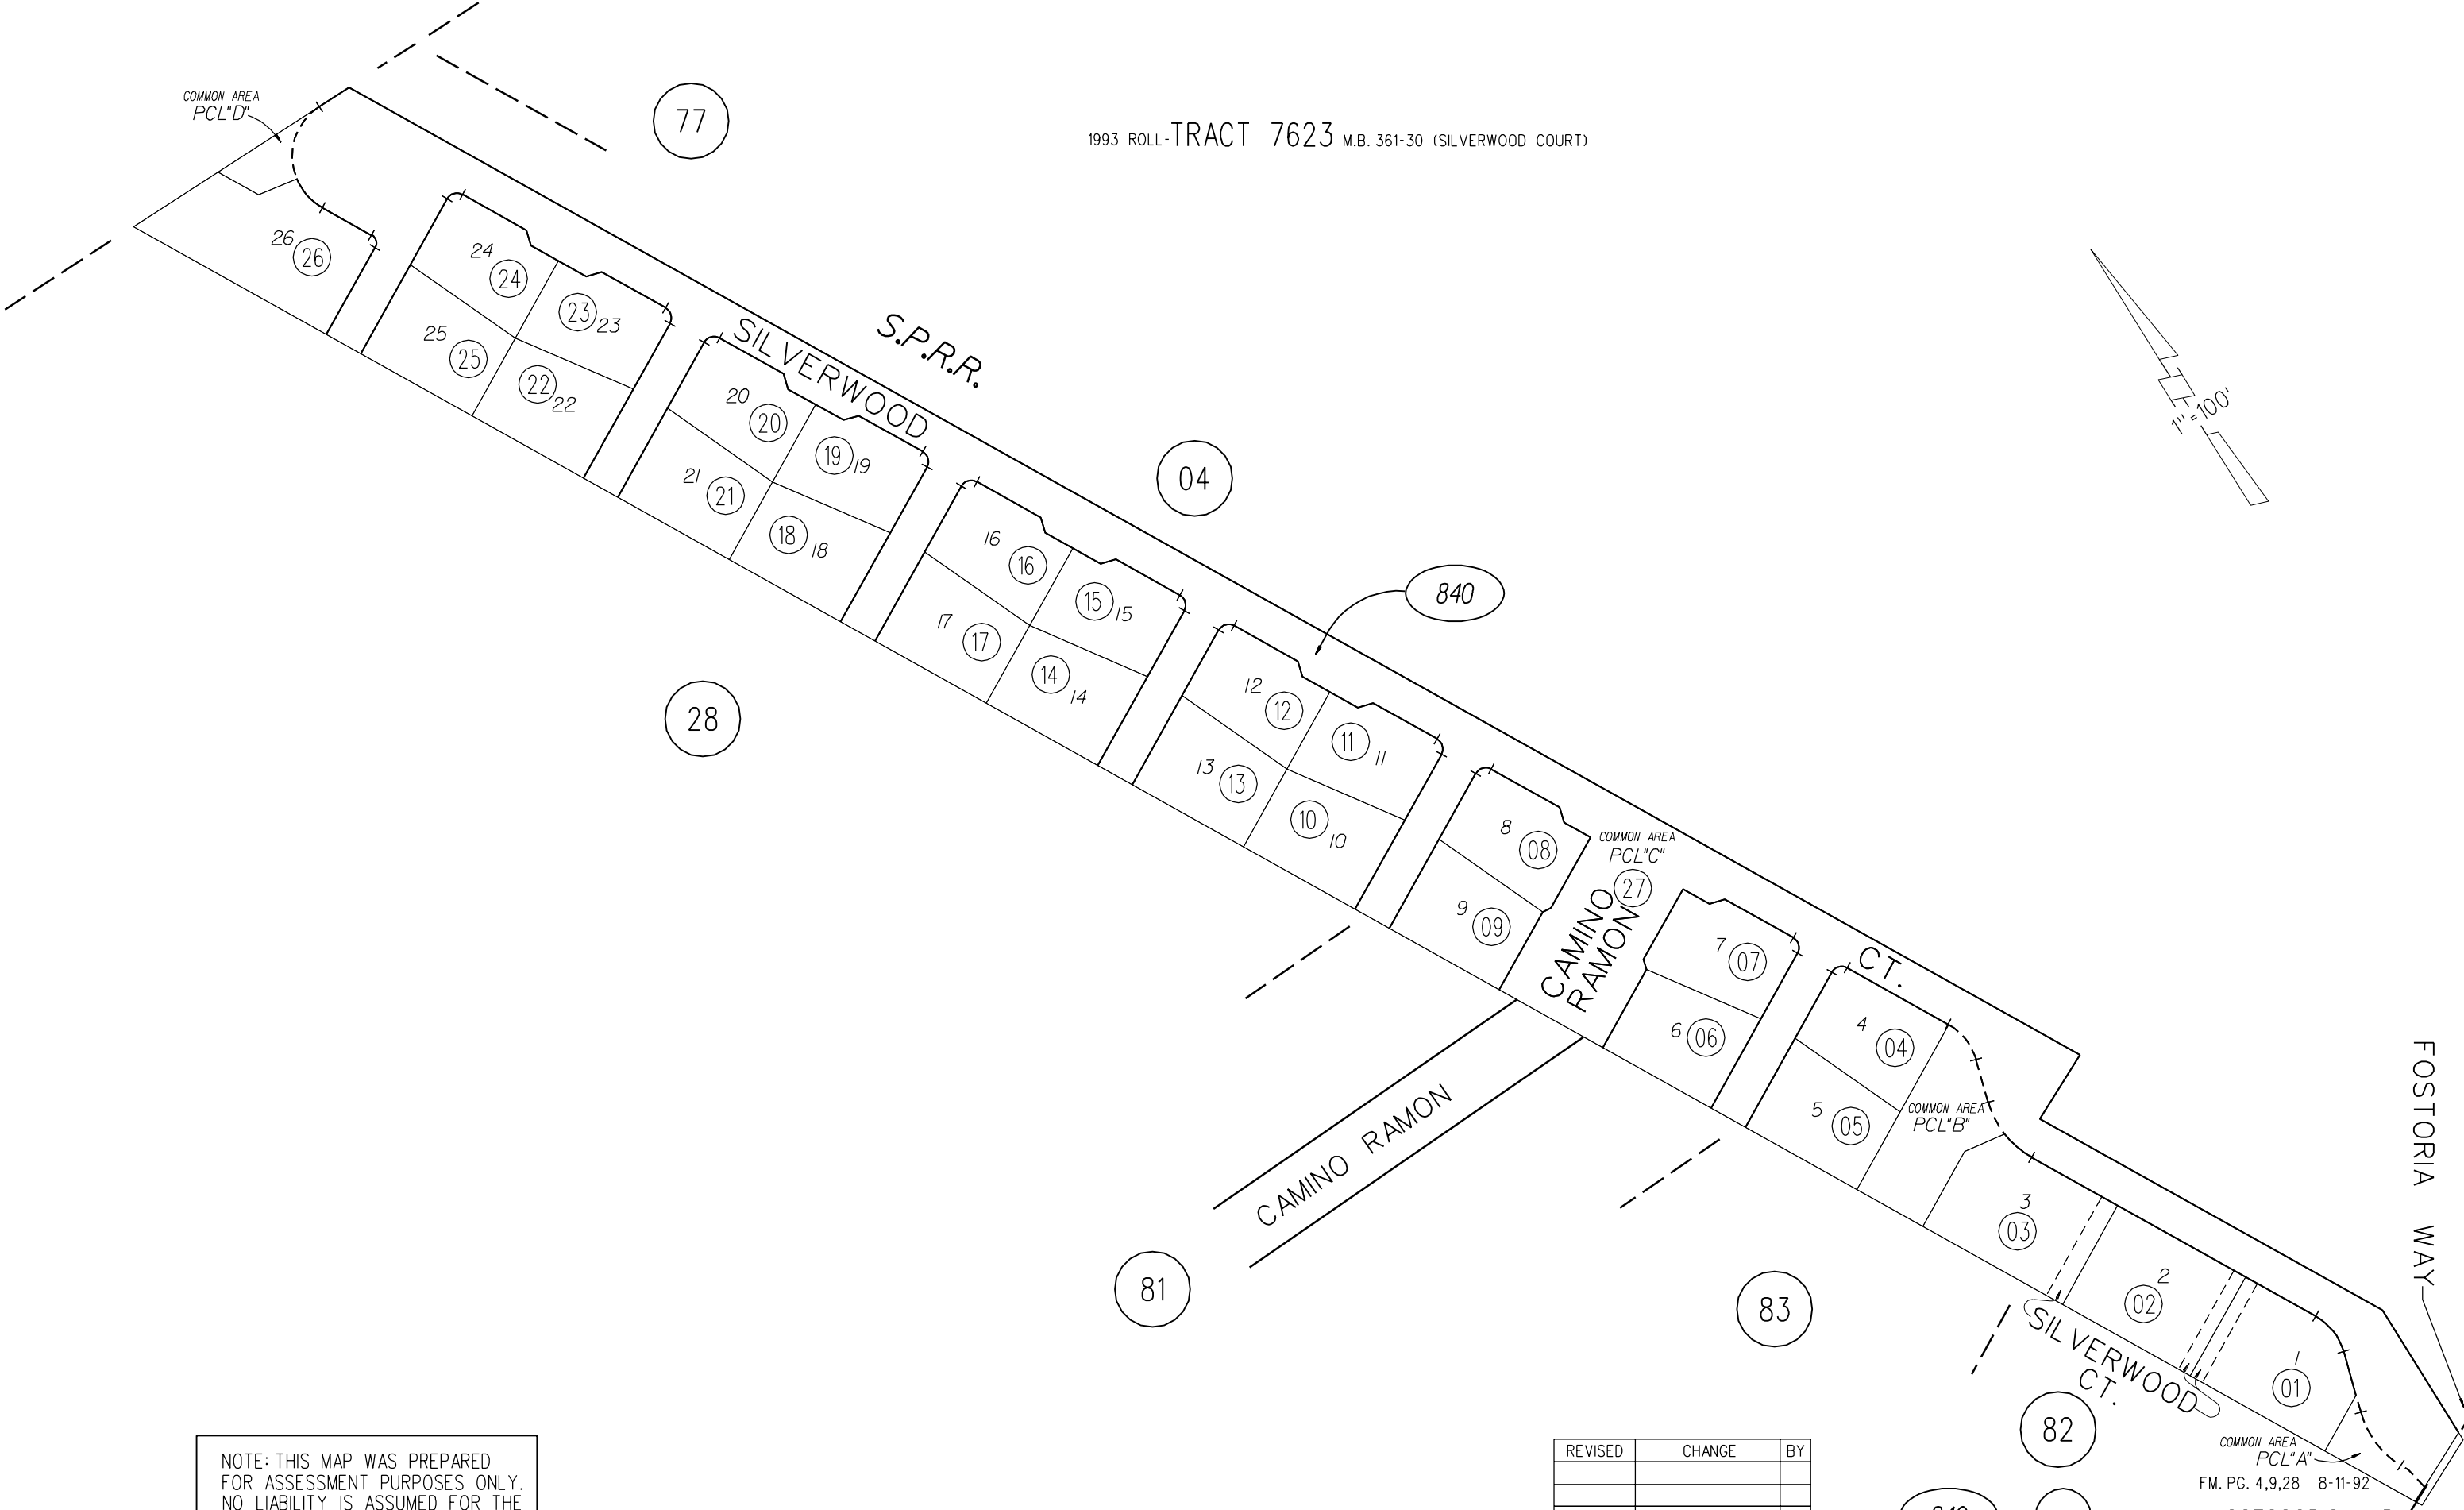 COMMON AREA
PCL"D"
77
1993 ROLL-TRACT 7623 M.B. 361-30 (SILVERWOOD COURT)
26
26
24
24
23
23
25
25
22
22
SILVERWOOD
S.P.R.R.
20
20
19
19
21
21
18
18
04
1"=100'
16
16
15
15
17
17
14
14
840
28
12
12
11
11
13
13
10
10
8
08
9
09
COMMON AREA
PCL"C"
27
CAMINO
RAMON
7
07
6
06
CT.
4
04
5
05
COMMON AREA
PCL"B"
FOSTORIA WAY
CAMINO RAMON
3
03
2
02
1
01
81
83
SILVERWOOD
CT.
82
COMMON AREA
PCL"A"
FM. PG. 4,9,28 8-11-92
NOTE: THIS MAP WAS PREPARED
FOR ASSESSMENT PURPOSES ONLY.
NO LIABILITY IS ASSUMED FOR THE
REVISED CHANGE BY